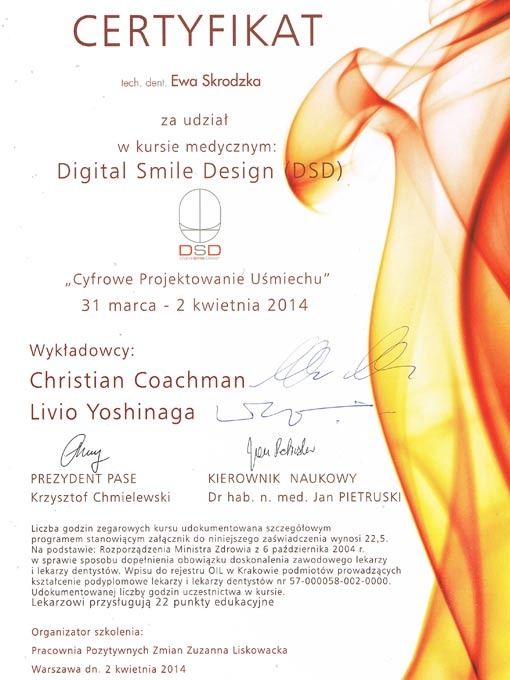 CERTYFIKAT
tech. dent. Ewa Skrodzka
za udział
w kursie medycznym:
Digital Smile Design (DSD)
DSD
„Cyfrowe Projektowanie Uśmiechu”
31 marca - 2 kwietnia 2014
Wykładowcy:
Christian Coachman
Livio Yoshinaga
PREZYDENT PASE
Krzysztof Chmielewski
KIEROWNIK NAUKOWY
Dr hab. n. med. Jan PIETRUSKI
Liczba godzin zegarowych kursu udokumentowana szczegółowym
programem stanowiącym załącznik do niniejszego zaświadczenia wynosi 22,5.
Na podstawie: Rozporządzenia Ministra Zdrowia z 6 października 2004 r.
w sprawie sposobu dopełnienia obowiązku doskonalenia zawodowego lekarzy
i lekarzy dentystów. Wpisu do rejestru OIL w Krakowie podmiotów prowadzących
kształcenie podyplomowe lekarzy i lekarzy dentystów nr 57-000058-002-0000.
Udokumentowanej liczby godzin uczestnictwa w kursie.
Lekarzowi przysługują 22 punkty edukacyjne
Organizator szkolenia:
Pracownia Pozytywnych Zmian Zuzanna Liskowacka
Warszawa dn. 2 kwietnia 2014